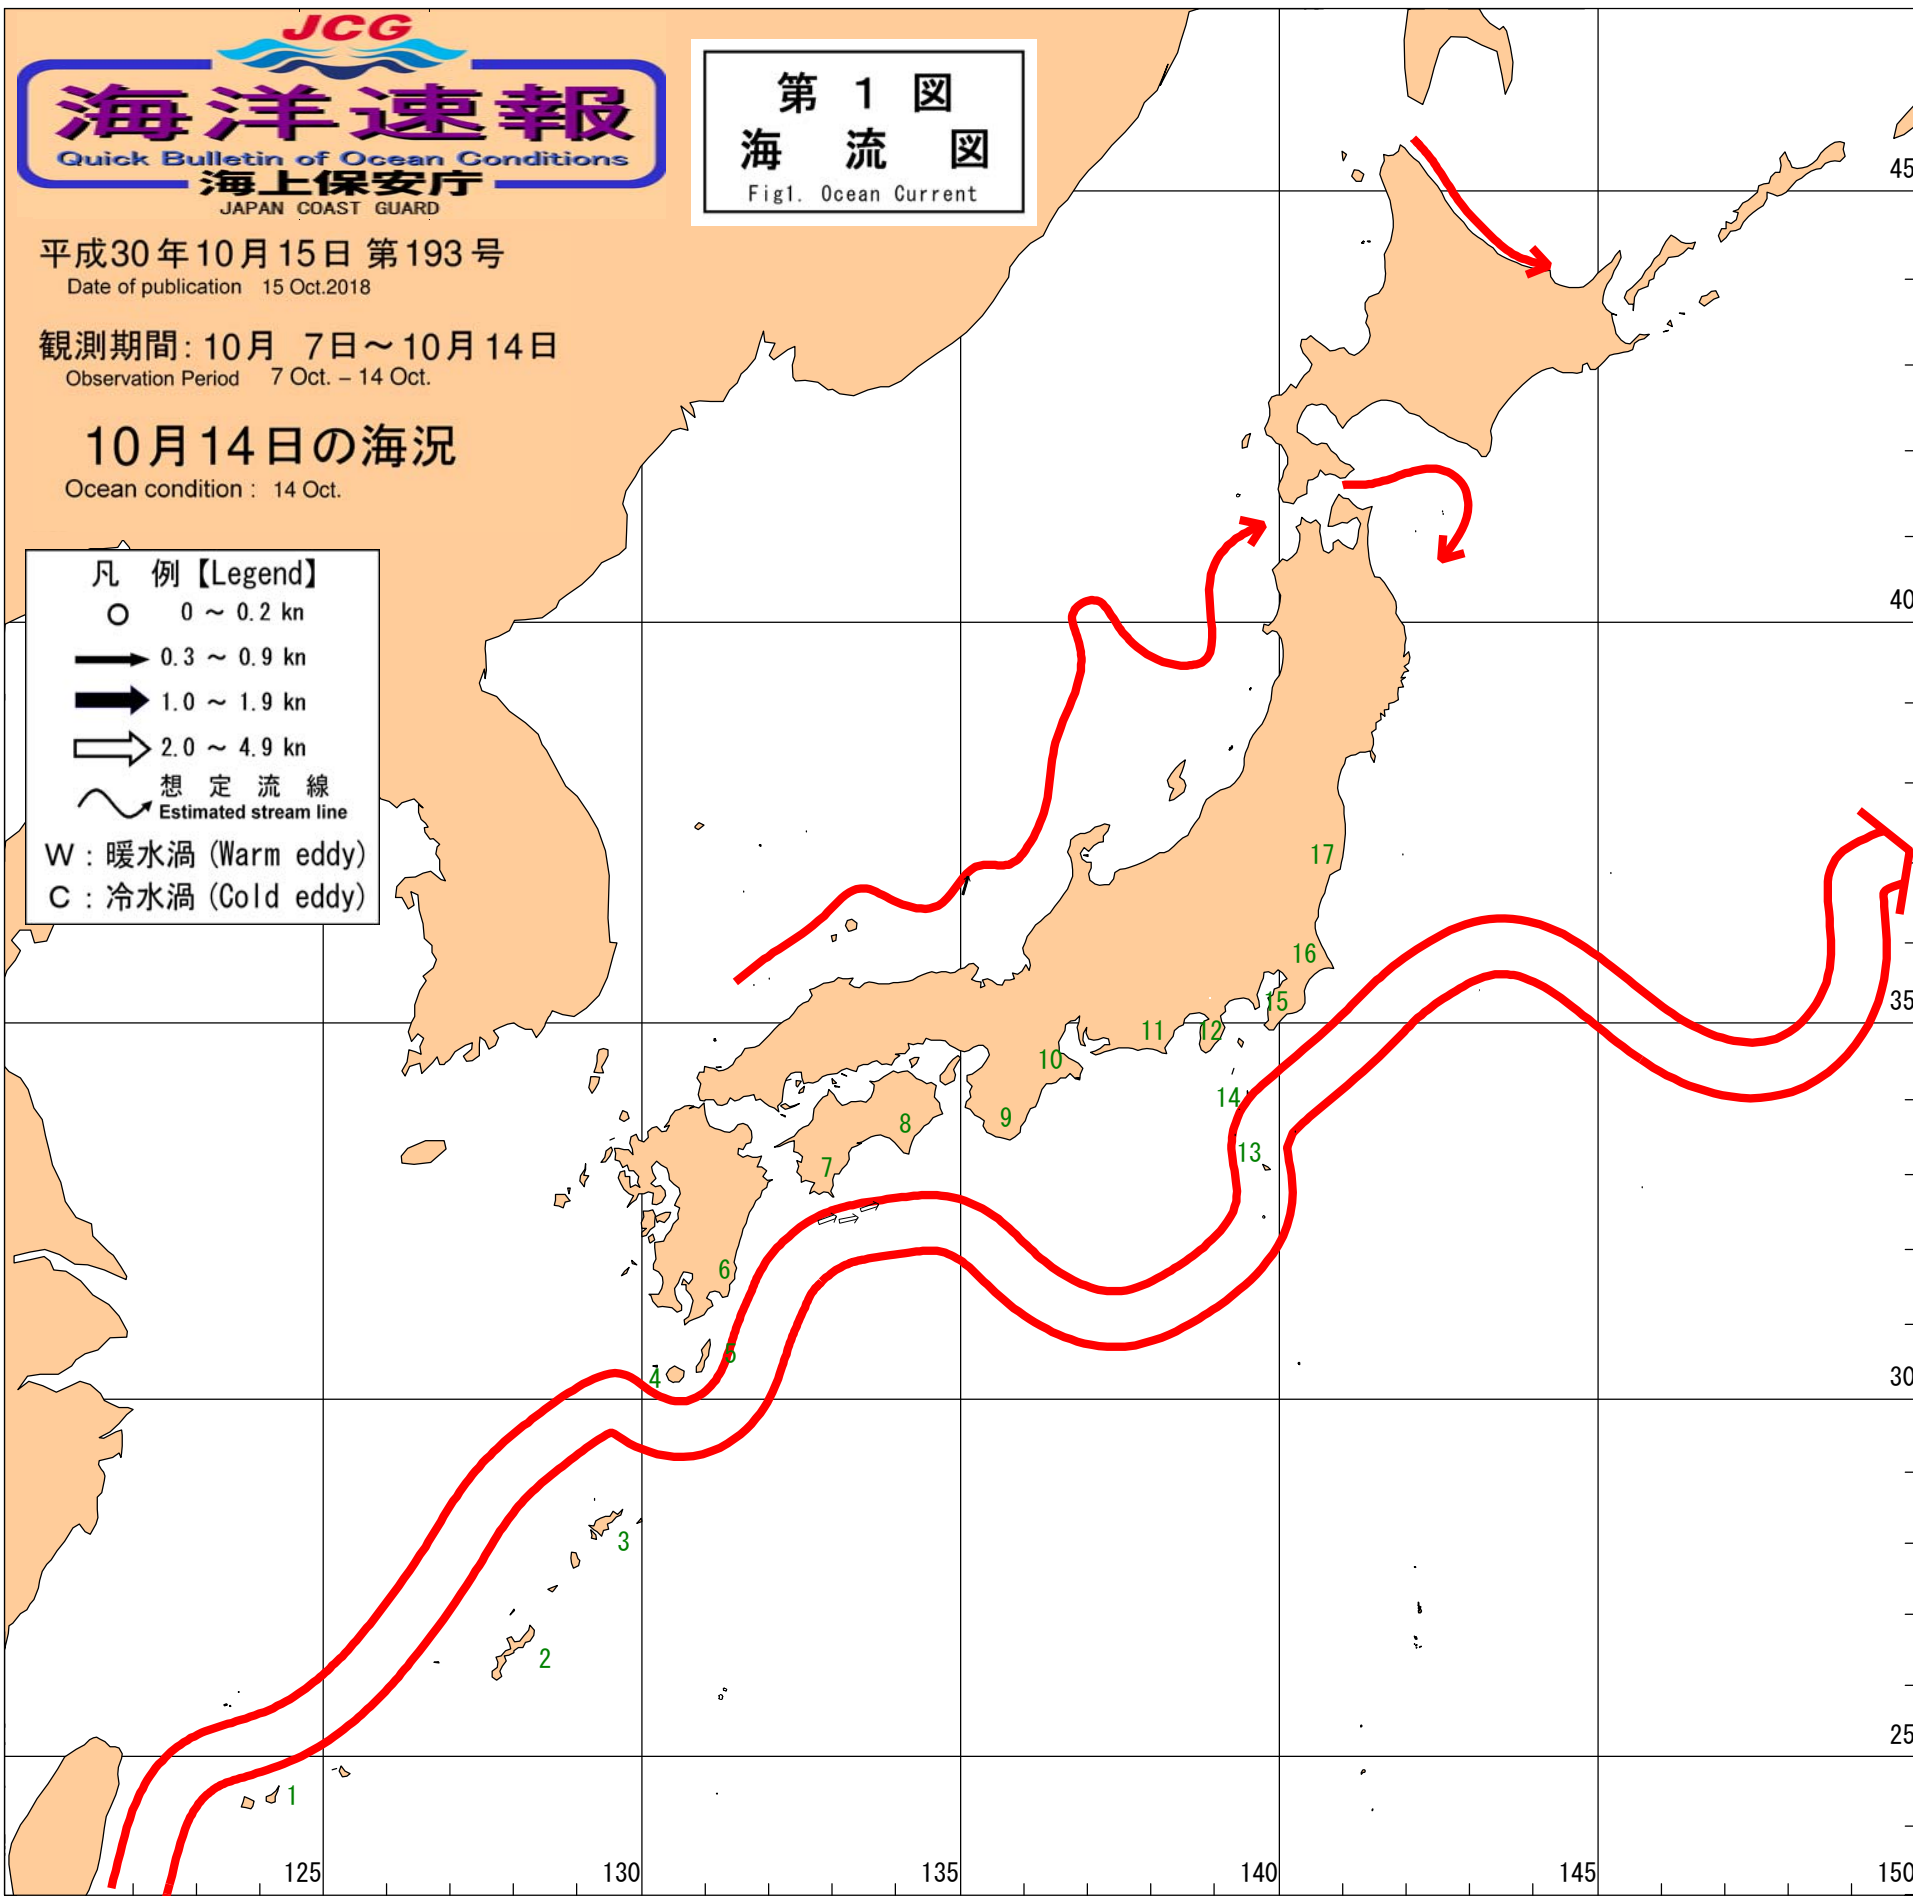 JCG
海洋速報
Quick Bulletin of Ocean Conditions
海上保安庁
JAPAN COAST GUARD
第 1 図
海 流 図
Fig1. Ocean Current
平成30年10月15日 第193号
Date of publication 15 Oct.2018
観測期間: 10月 7日～10月14日
Observation Period 7 Oct. – 14 Oct.
10月14日の海況
Ocean condition : 14 Oct.
凡 例【Legend】
0 ～ 0.2 kn
0.3 ～ 0.9 kn
1.0 ～ 1.9 kn
2.0 ～ 4.9 kn
想 定 流 線
Estimated stream line
W : 暖水渦 (Warm eddy)
C : 冷水渦 (Cold eddy)
45
40
17
16
35
15
11
12
10
14
9
8
13
7
6
5
4
30
3
2
25
1
125
130
135
140
145
150